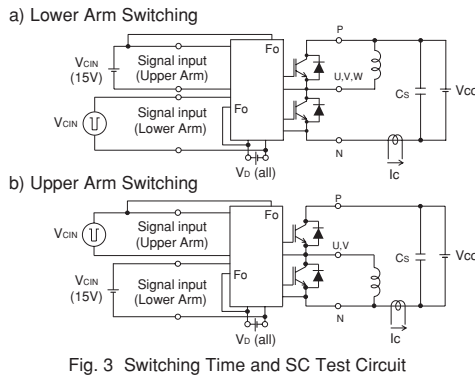 a) Lower Arm Switching
VCIN
(15V)
Signal input
(Upper Arm)
Fo
P
VCIN
Signal input
(Lower Arm)
Fo
U,V,W
CS
Vcc
N
Ic
VD (all)
b) Upper Arm Switching
VCIN
Signal input
(Upper Arm)
Fo
P
VCIN
(15V)
Signal input
(Lower Arm)
Fo
U,V
CS
Vcc
N
Ic
VD (all)
Fig. 3 Switching Time and SC Test Circuit